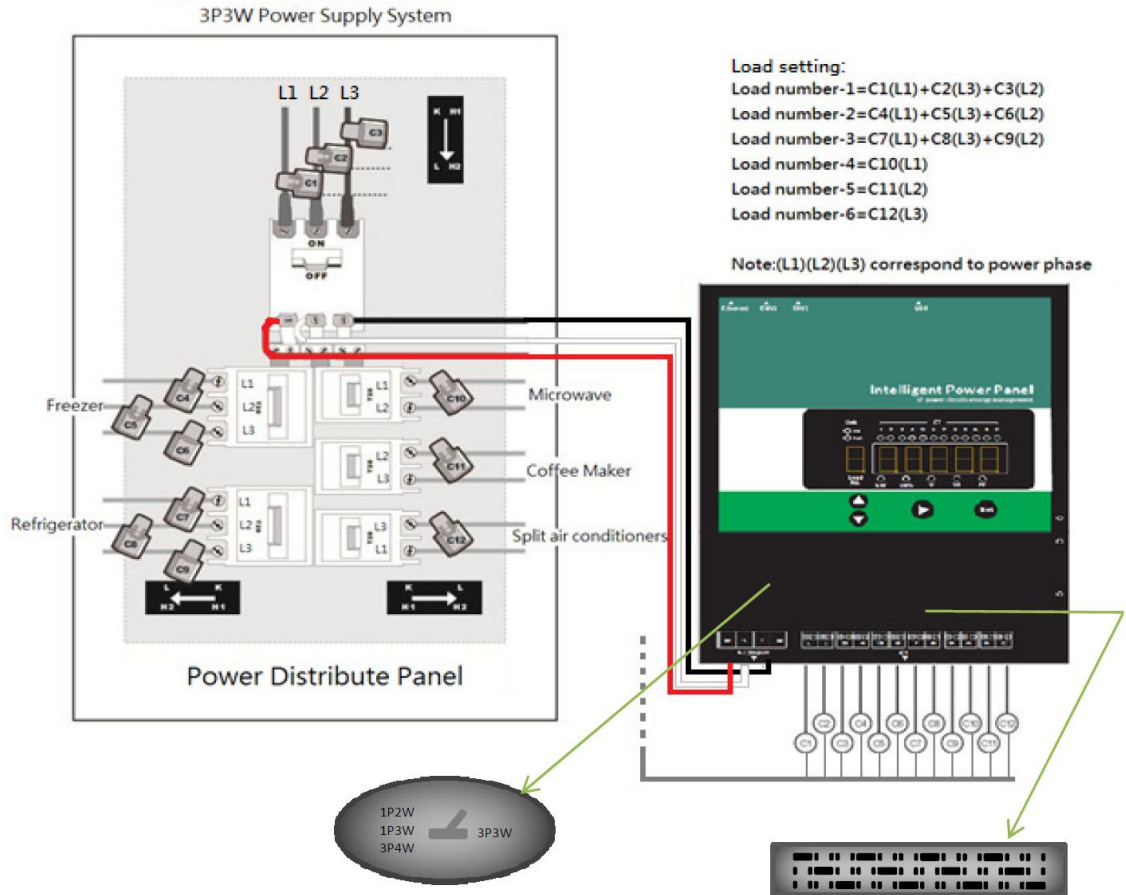 3P3W Power Supply System
L1 L2 L3
C3
C2
C1
K H1
L H2
ON
OFF
Load setting:
Load number-1=C1(L1)+C2(L3)+C3(L2)
Load number-2=C4(L1)+C5(L3)+C6(L2)
Load number-3=C7(L1)+C8(L3)+C9(L2)
Load number-4=C10(L1)
Load number-5=C11(L2)
Load number-6=C12(L3)
Note:(L1)(L2)(L3) correspond to power phase
Freezer
C4
C5
C6
L1
L2
L3
L1
L2
C10
Microwave
L2
L3
C11
Coffee Maker
Refrigerator
C7
C8
C9
L1
L2
L3
L3
L1
C12
Split air conditioners
L K
H2 H1
K L
H1 H2
Power Distribute Panel
Intelligent Power Panel
C2 C4 C6 C8 C10 C12
C1 C3 C5 C7 C9 C11
1P2W
1P3W 3P3W
3P4W